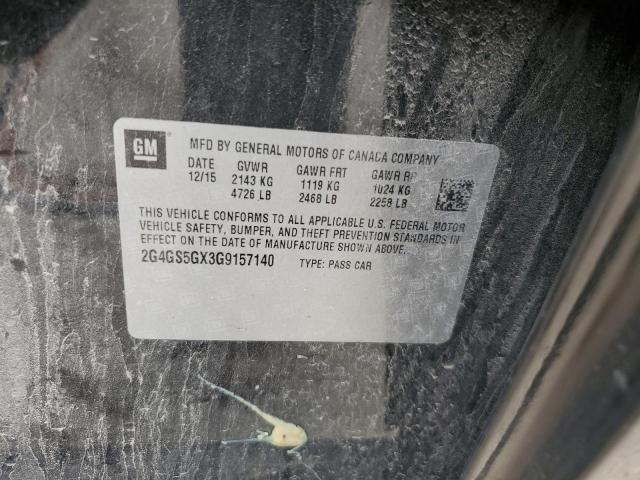 GM
MFD BY GENERAL MOTORS OF CANADA COMPANY
DATE GVWR GAWR FRT GAWR RR
12/15 2143 KG 1119 KG 1024 KG
4726 LB 2468 LB 2258 LB
THIS VEHICLE CONFORMS TO ALL APPLICABLE U.S. FEDERAL MOTOR
VEHICLE SAFETY, BUMPER, AND THEFT PREVENTION STANDARDS IN
EFFECT ON THE DATE OF MANUFACTURE SHOWN ABOVE.
2G4GS5GX3G9157140 TYPE: PASS CAR